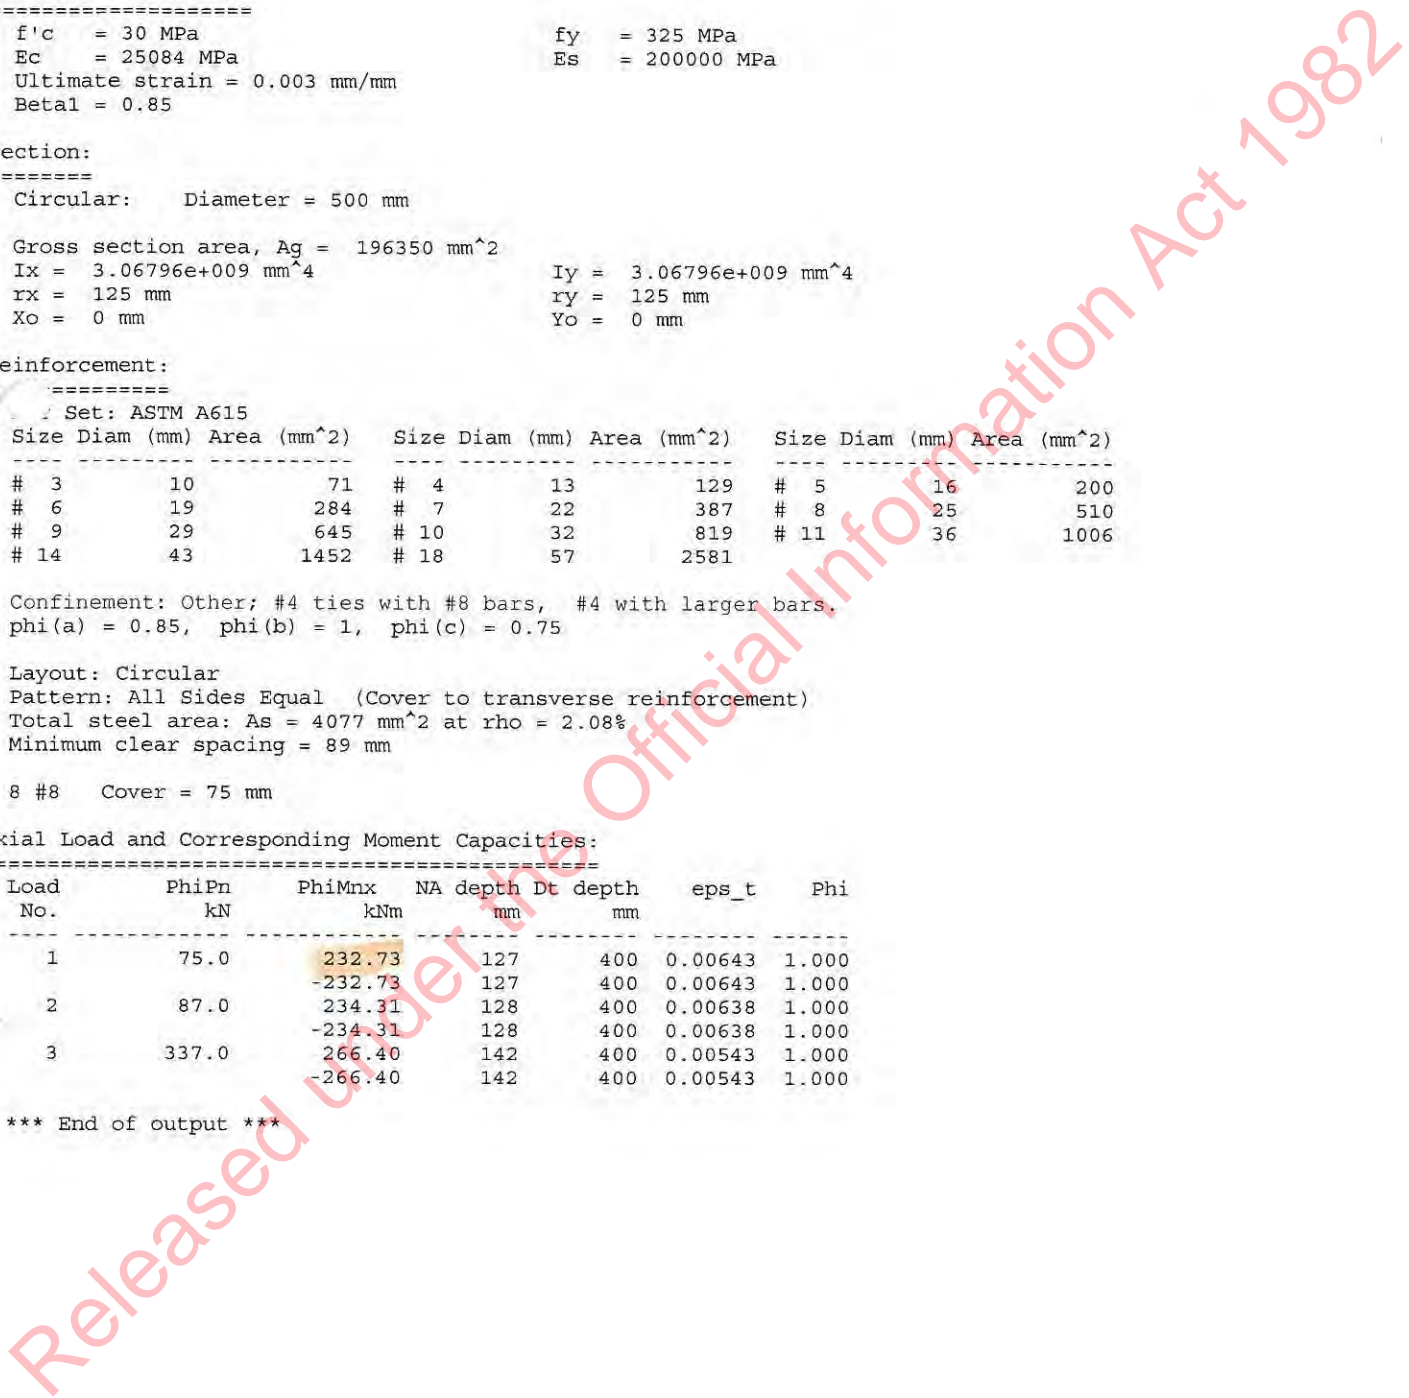 ====================
f'c = 30 MPa fy = 325 MPa
Ec = 25084 MPa Es = 200000 MPa
Ultimate strain = 0.003 mm/mm
Beta1 = 0.85
ection:
=======
Circular: Diameter = 500 mm
Gross section area, Ag = 196350 mm^2
Ix = 3.06796e+009 mm^4 Iy = 3.06796e+009 mm^4
rx = 125 mm ry = 125 mm
Xo = 0 mm Yo = 0 mm
einforcement:
=========
Set: ASTM A615
Size Diam (mm) Area (mm^2) Size Diam (mm) Area (mm^2) Size Diam (mm) Area (mm^2)
---- --------- ----------- ---- --------- ----------- ---- --------- -----------
# 3 10 71 # 4 13 129 # 5 16 200
# 6 19 284 # 7 22 387 # 8 25 510
# 9 29 645 # 10 32 819 # 11 36 1006
# 14 43 1452 # 18 57 2581
Confinement: Other; #4 ties with #8 bars, #4 with larger bars.
phi(a) = 0.85, phi(b) = 1, phi(c) = 0.75
Layout: Circular
Pattern: All Sides Equal (Cover to transverse reinforcement)
Total steel area: As = 4077 mm^2 at rho = 2.08%
Minimum clear spacing = 89 mm
8 #8 Cover = 75 mm
xial Load and Corresponding Moment Capacities:
==============================================
Load PhiPn PhiMnx NA depth Dt depth eps_t Phi
No. kN kNm mm mm
---- ------------ ------------ -------- -------- -------- ------
1 75.0 232.73 127 400 0.00643 1.000
-232.73 127 400 0.00643 1.000
2 87.0 234.31 128 400 0.00638 1.000
-234.31 128 400 0.00638 1.000
3 337.0 266.40 142 400 0.00543 1.000
-266.40 142 400 0.00543 1.000
*** End of output ***
Released under the Official Information Act 1982